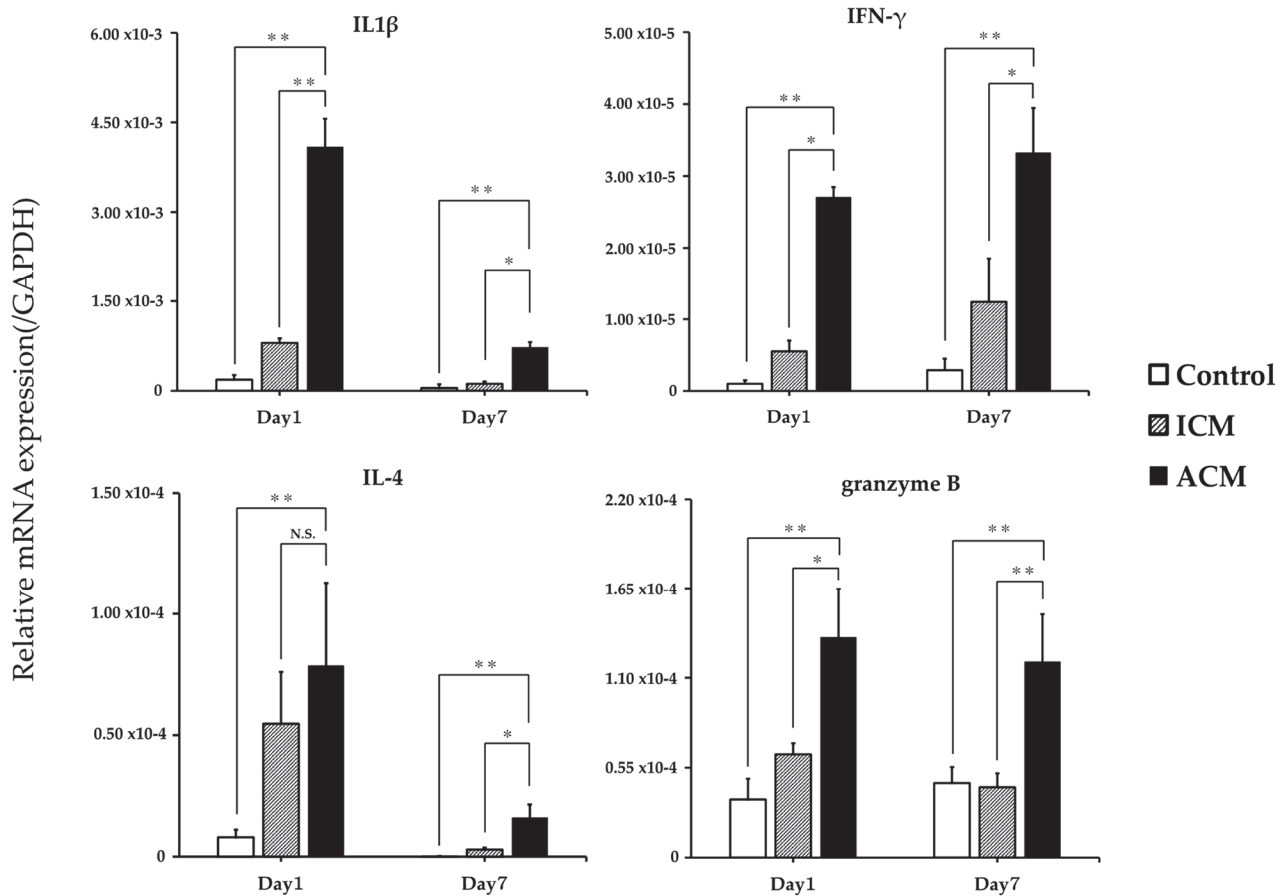 Relative mRNA expression(/GAPDH)
IL1β
6.00 x10-3
4.50 x10-3
3.00 x10-3
1.50 x10-3
0
**
**
**
*
Day1
Day7
IFN-γ
5.00 x10-5
4.00 x10-5
3.00 x10-5
2.00 x10-5
1.00 x10-5
0
**
*
**
*
Day1
Day7
IL-4
1.50 x10-4
1.00 x10-4
0.50 x10-4
0
**
N.S.
**
*
Day1
Day7
granzyme B
2.20 x10-4
1.65 x10-4
1.10 x10-4
0.55 x10-4
0
**
*
**
**
Day1
Day7
Control
ICM
ACM